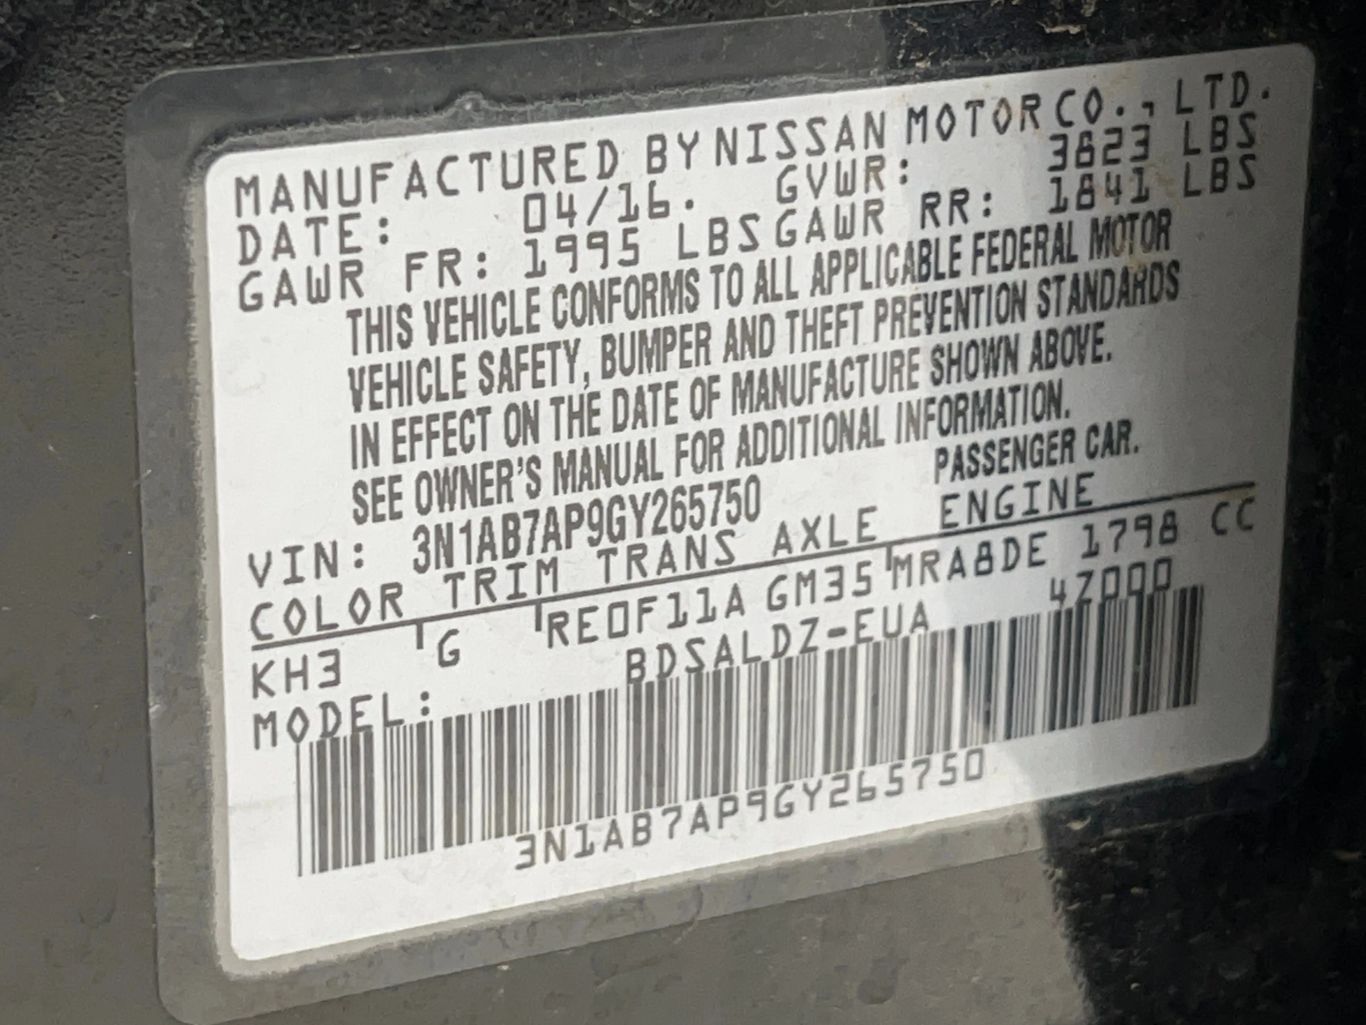 MANUFACTURED BY NISSAN MOTOR CO., LTD.
DATE: 04/16. GVWR: 3623 LBS
GAWR FR: 1995 LBS GAWR RR: 1841 LBS
THIS VEHICLE CONFORMS TO ALL APPLICABLE FEDERAL MOTOR
VEHICLE SAFETY, BUMPER AND THEFT PREVENTION STANDARDS
IN EFFECT ON THE DATE OF MANUFACTURE SHOWN ABOVE.
SEE OWNER'S MANUAL FOR ADDITIONAL INFORMATION.
VIN: 3N1AB7AP9GY265750 PASSENGER CAR.
COLOR TRIM TRANS AXLE ENGINE
KH3 G RE0F11A GM35 MRA8DE 1798 CC
MODEL: BDSALDZ-EUA 4Z000
3N1AB7AP9GY265750